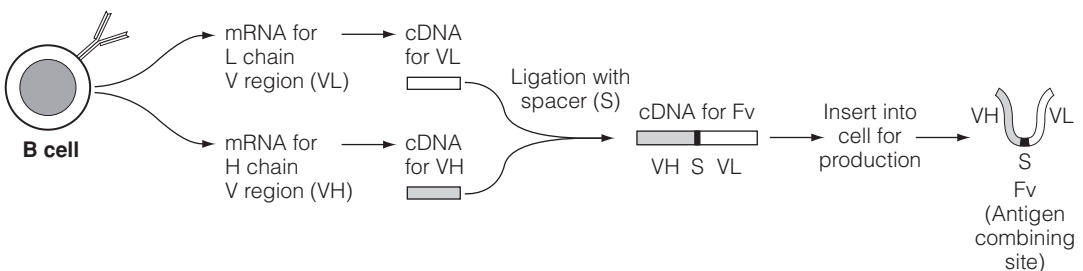 B cell
mRNA for
L chain
V region (VL)
cDNA
for VL
mRNA for
H chain
V region (VH)
cDNA
for VH
Ligation with
spacer (S)
cDNA for Fv
VH S VL
Insert into
cell for
production
VH
VL
S
Fv
(Antigen
combining
site)